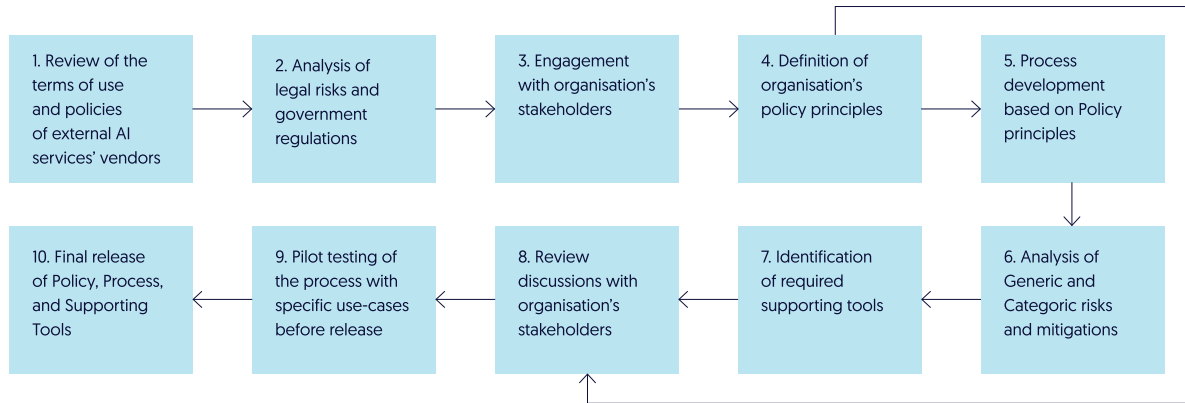 1. Review of the
terms of use
and policies
of external AI
services’ vendors
2. Analysis of
legal risks and
government
regulations
3. Engagement
with organisation’s
stakeholders
4. Definition of
organisation’s
policy principles
5. Process
development
based on Policy
principles
6. Analysis of
Generic and
Categoric risks
and mitigations
7. Identification
of required
supporting tools
8. Review
discussions with
organisation’s
stakeholders
9. Pilot testing of
the process with
specific use-cases
before release
10. Final release
of Policy, Process,
and Supporting
Tools